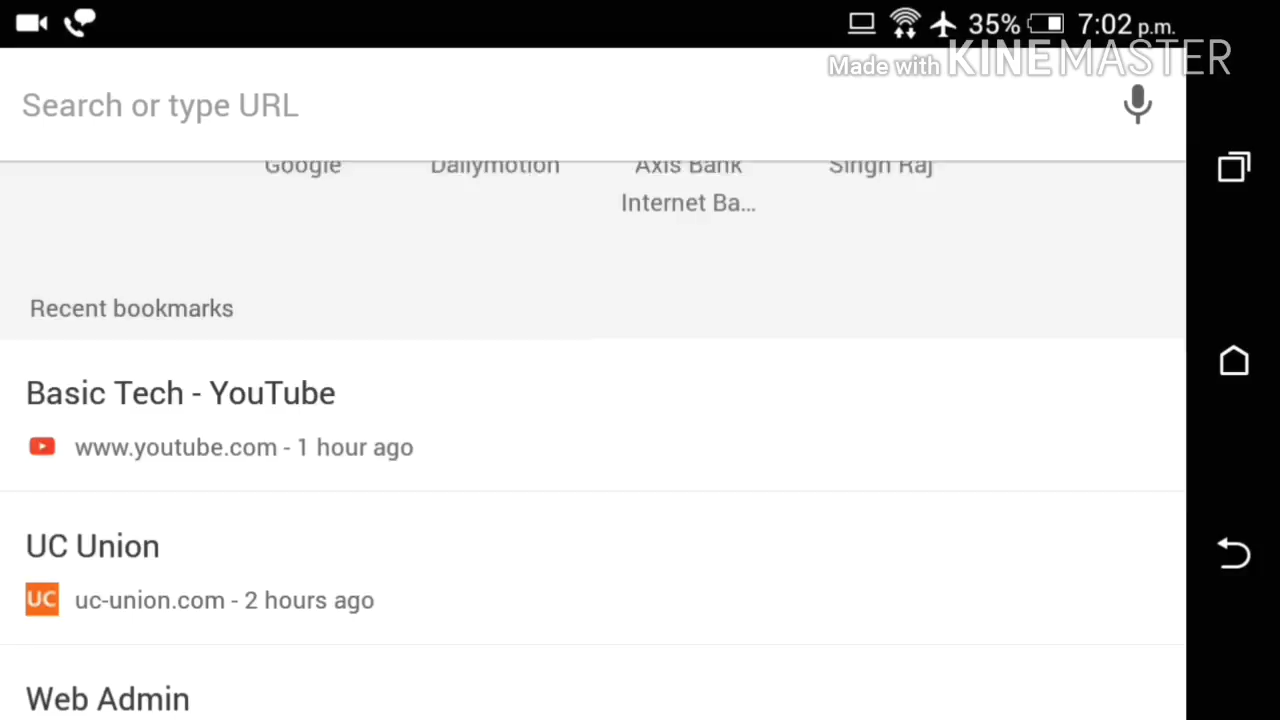 35% 7:02 p.m.
Made with KINEMASTER
Search or type URL
Google Dailymotion Axis Bank Singh Raj
Internet Ba...
Recent bookmarks
Basic Tech - YouTube
www.youtube.com - 1 hour ago
UC Union
UC uc-union.com - 2 hours ago
Web Admin